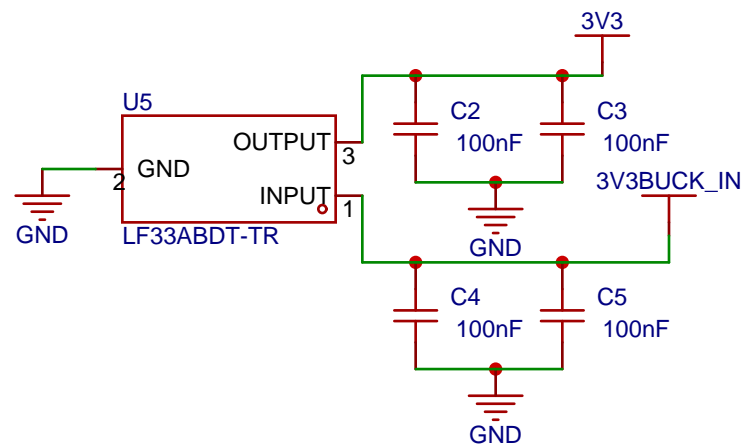 3V3
U5
OUTPUT
3
GND
2
INPUT
1
LF33ABDT-TR
GND
C2
100nF
C3
100nF
GND
3V3BUCK_IN
C4
100nF
C5
100nF
GND